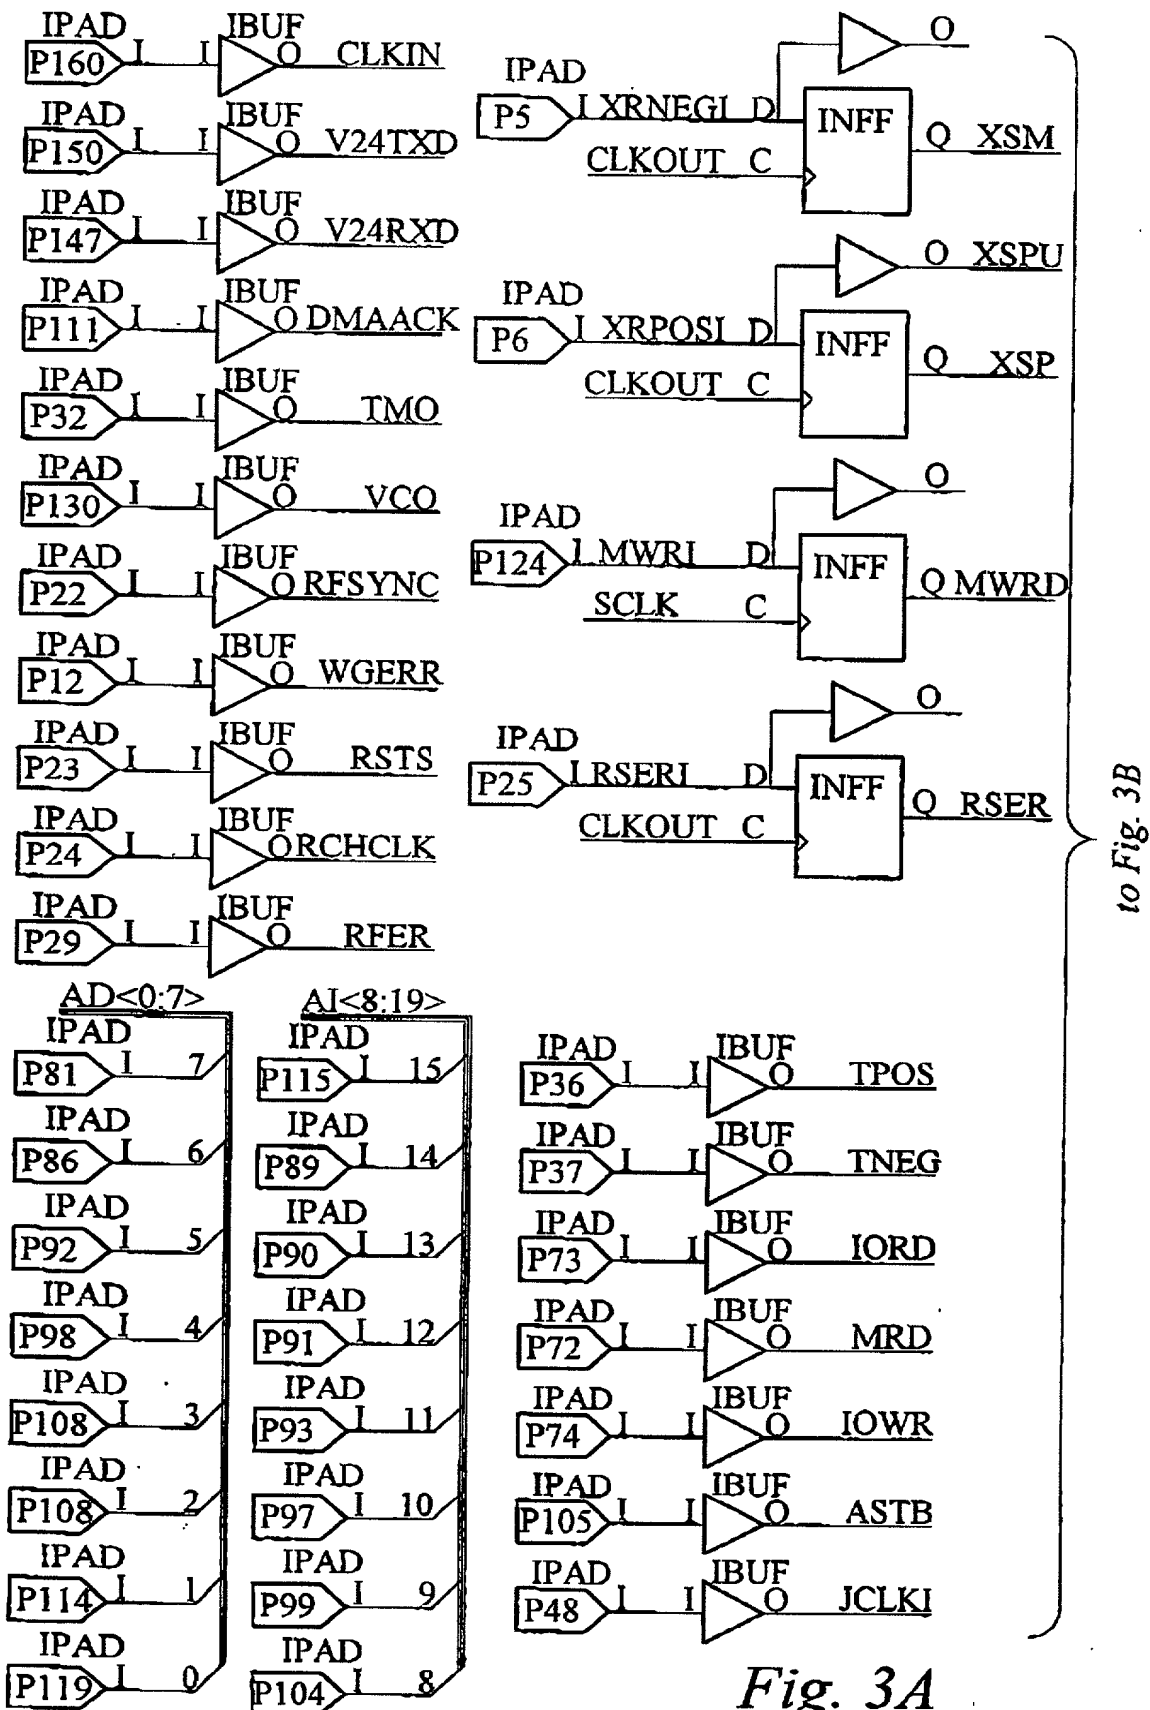 IPAD IBUF
P160 I I O CLKIN
IPAD IBUF
P150 I I O V24TXD
IPAD IBUF
P147 I I O V24RXD
IPAD IBUF
P111 I I O DMAACK
IPAD IBUF
P32 I I O TMO
IPAD IBUF
P130 I I O VCO
IPAD IBUF
P22 I I O RFSYNC
IPAD IBUF
P12 I I O WGERR
IPAD IBUF
P23 I I O RSTS
IPAD IBUF
P24 I I O RCHCLK
IPAD IBUF
P29 I I O RFER
O
IPAD
P5 I XRNEGI D INFF
Q XSM
CLKOUT C
O XSPU
IPAD
P6 I XRPOSI D INFF
Q XSP
CLKOUT C
O
IPAD
P124 I MWRI D INFF
Q MWRD
SCLK C
O
IPAD
P25 I RSERI D INFF
Q RSER
CLKOUT C
to Fig. 3B
AD<0:7>
IPAD
P81 I 7
IPAD
P86 I 6
IPAD
P92 I 5
IPAD
P98 I 4
IPAD
P108 I 3
IPAD
P108 I 2
IPAD
P114 I 1
IPAD
P119 I 0
AI<8:19>
IPAD
P115 I 15
IPAD
P89 I 14
IPAD
P90 I 13
IPAD
P91 I 12
IPAD
P93 I 11
IPAD
P97 I 10
IPAD
P99 I 9
IPAD
P104 I 8
IPAD IBUF
P36 I I O TPOS
IPAD IBUF
P37 I I O TNEG
IPAD IBUF
P73 I I O IORD
IPAD IBUF
P72 I I O MRD
IPAD IBUF
P74 I I O IOWR
IPAD IBUF
P105 I I O ASTB
IPAD IBUF
P48 I I O JCLKI
Fig. 3A